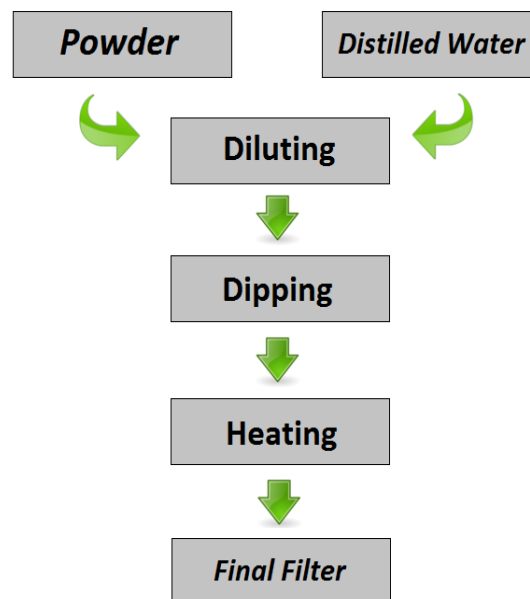 Powder
Distilled Water
Diluting
Dipping
Heating
Final Filter